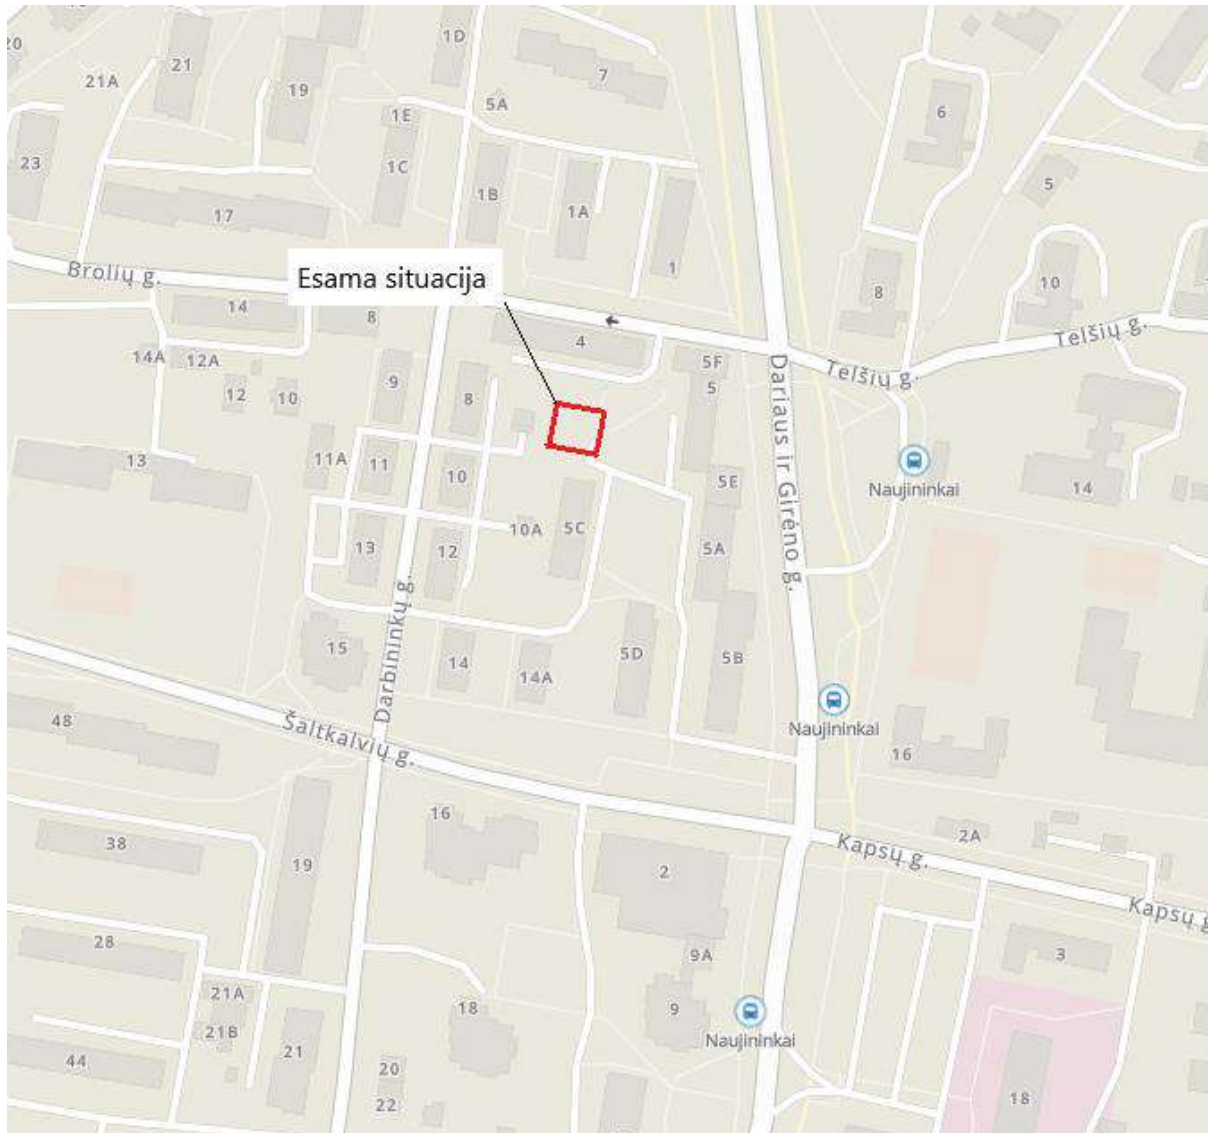 20
21A
21
19
1D
7
5A
1E
1C
6
23
17
1B
1A
1
5
Brolių g.
Esama situacija
8
10
14
8
4
Telšių g.
14A
12A
5F
5
Telšių g.
12
10
9
8
Dariaus ir Girėno g.
13
11A
11
10
5E
Naujininkai
14
13
12
10A
5C
5A
15
Darbininkų g.
14
14A
5D
5B
48
Šaltkalvių g.
Naujininkai
16
38
19
16
2
Kapsų g.
2A
Kapsų g
28
9A
3
21A
21B
21
18
9
Naujininkai
44
20
22
18